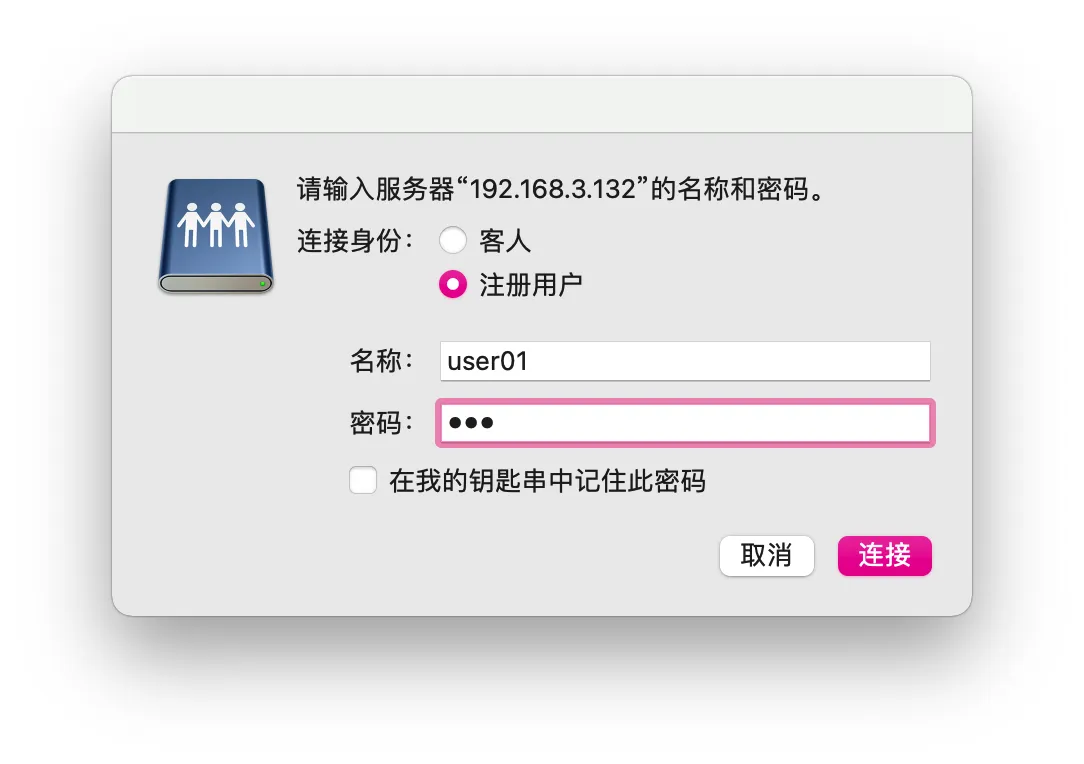 请输入服务器“192.168.3.132”的名称和密码。
连接身份： 客人
注册用户
名称： user01
密码： •••
在我的钥匙串中记住此密码
取消 连接